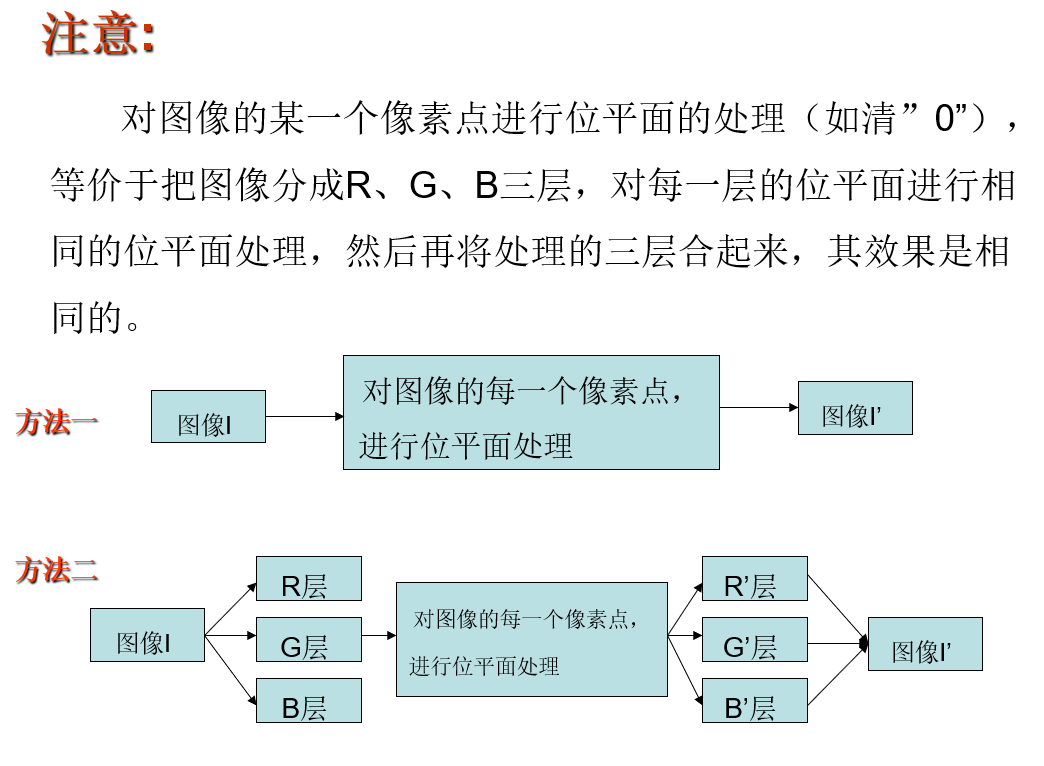 注意:
对图像的某一个像素点进行位平面的处理（如清”0”），
等价于把图像分成R、G、B三层，对每一层的位平面进行相
同的位平面处理，然后再将处理的三层合起来，其效果是相
同的。
方法一
图像I
对图像的每一个像素点，
进行位平面处理
图像I’
方法二
图像I
R层
G层
B层
对图像的每一个像素点，
进行位平面处理
R’层
G’层
B’层
图像I’